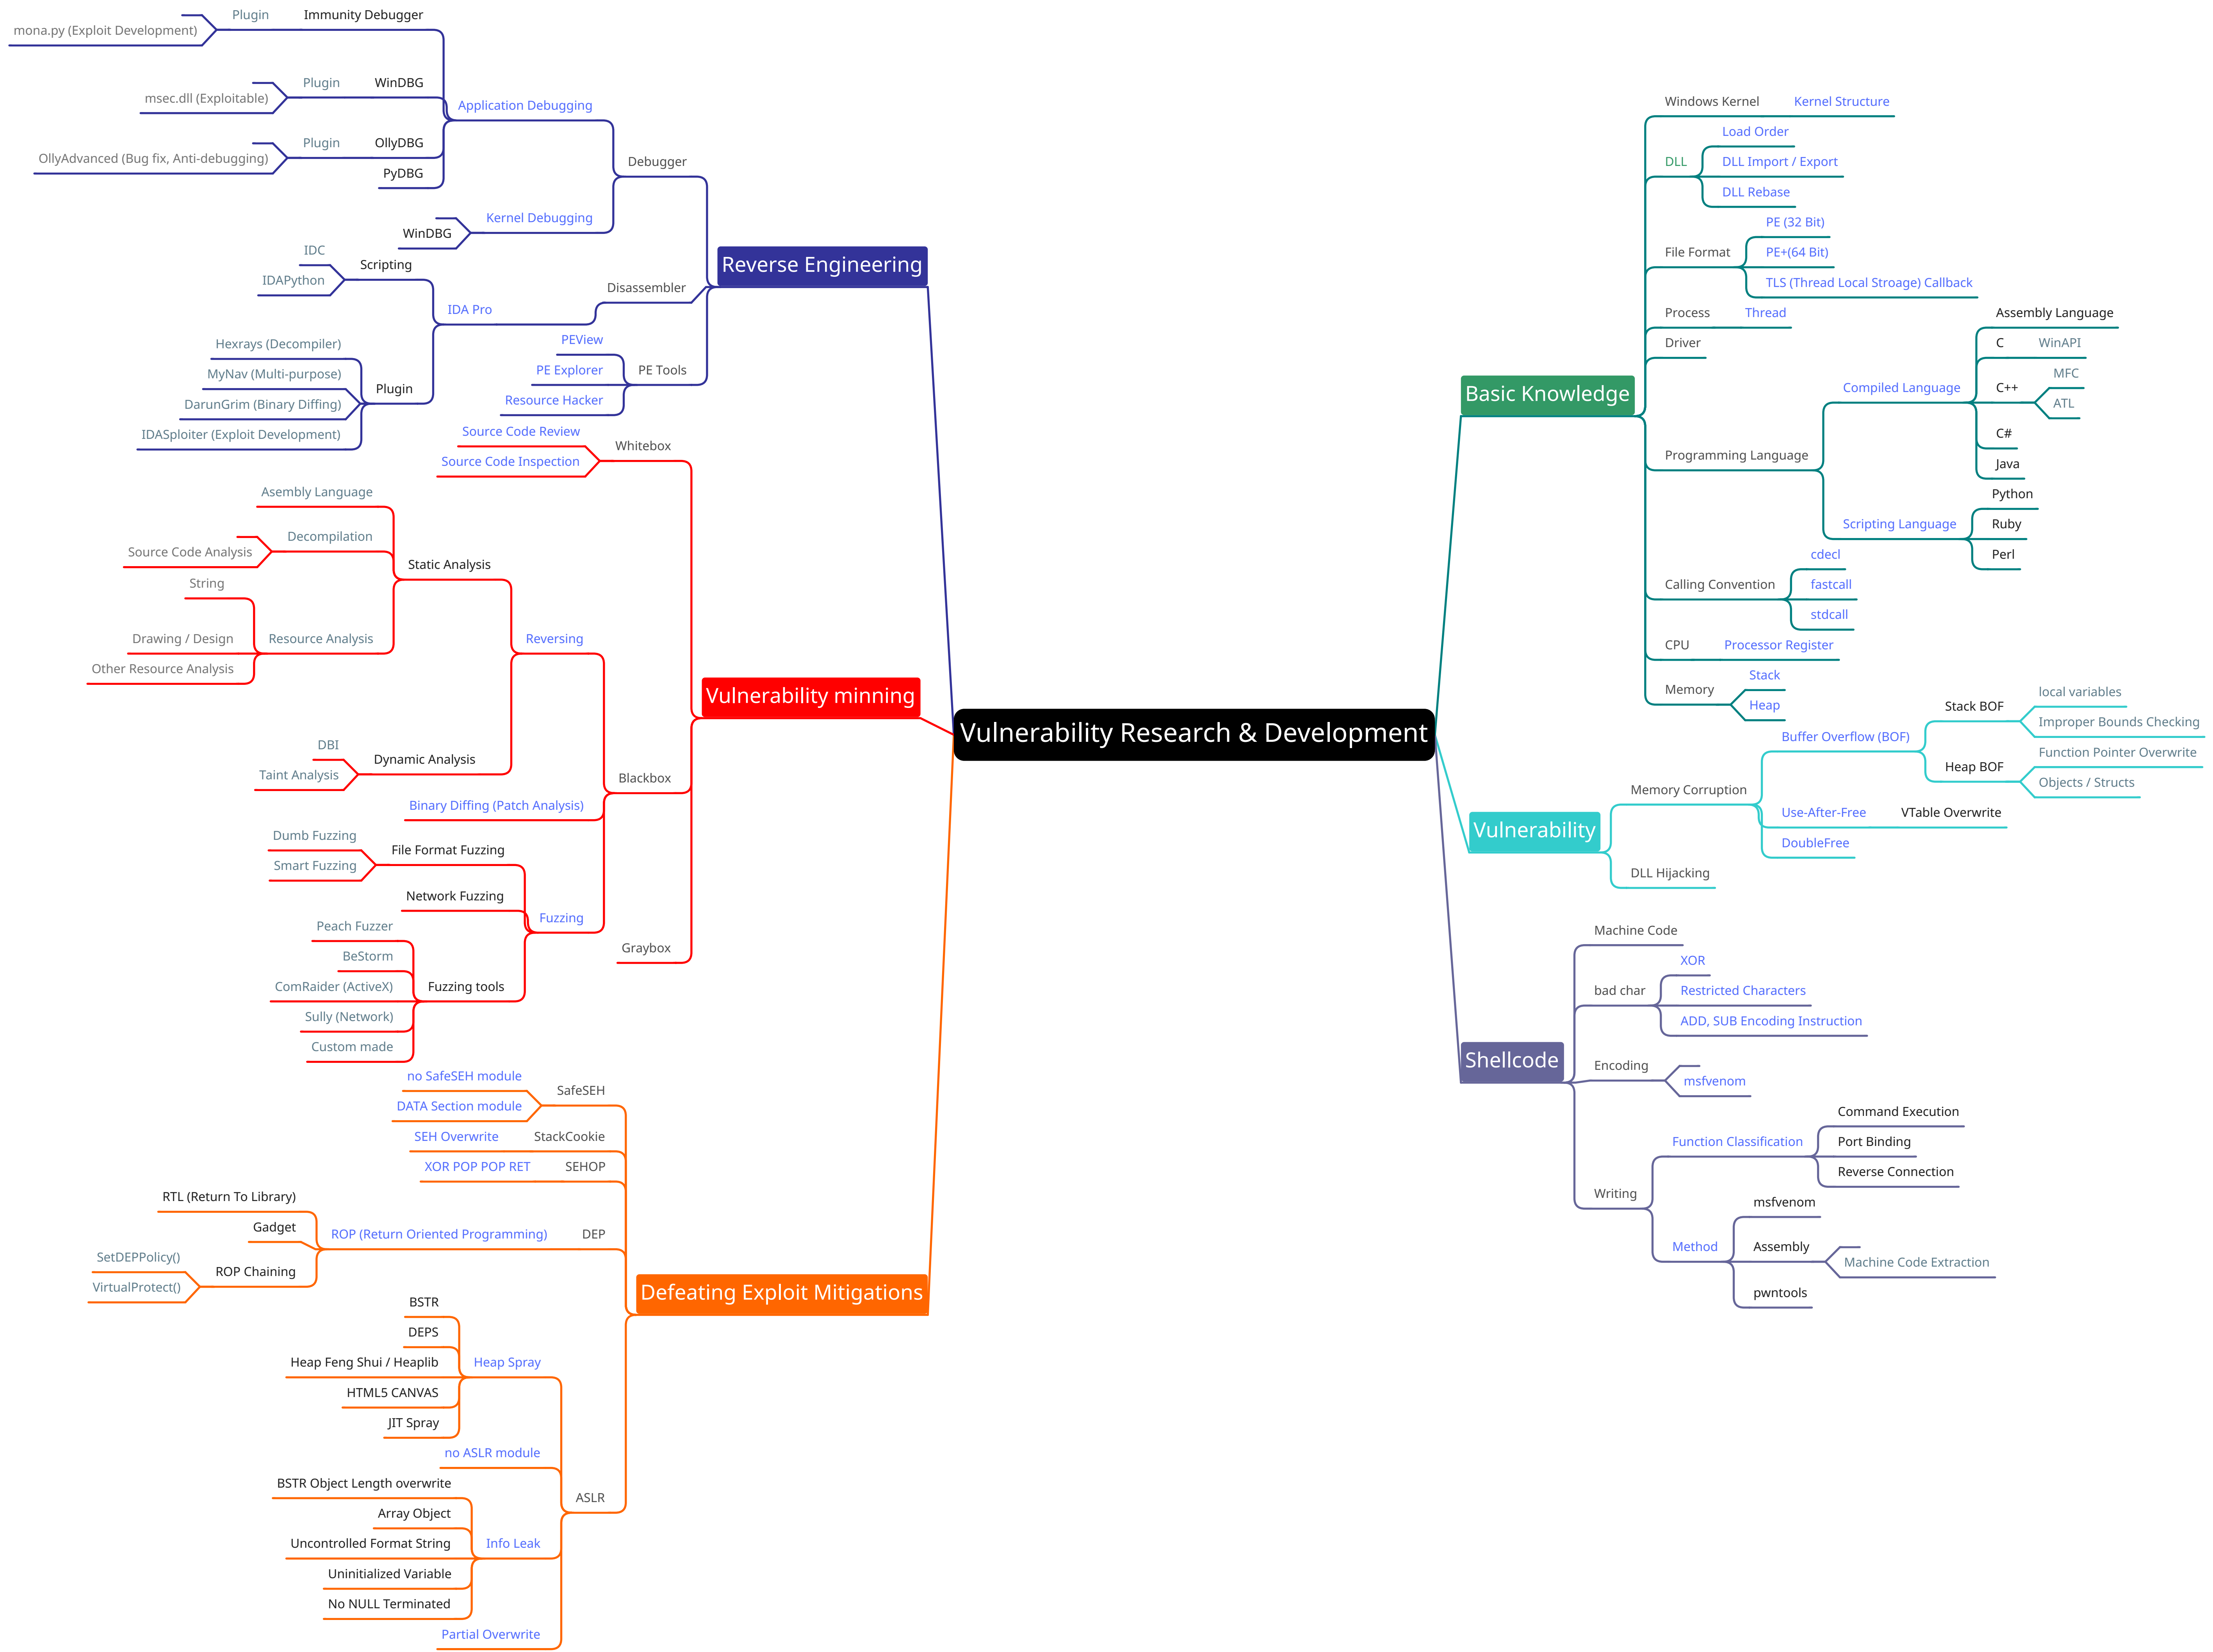 Vulnerability Research & Development
Reverse Engineering
Debugger
Application Debugging
Immunity Debugger
Plugin
mona.py (Exploit Development)
WinDBG
Plugin
msec.dll (Exploitable)
OllyDBG
Plugin
OllyAdvanced (Bug fix, Anti-debugging)
PyDBG
Kernel Debugging
WinDBG
Disassembler
IDA Pro
Scripting
IDC
IDAPython
Plugin
Hexrays (Decompiler)
MyNav (Multi-purpose)
DarunGrim (Binary Diffing)
IDASploiter (Exploit Development)
PE Tools
PEView
PE Explorer
Resource Hacker
Vulnerability minning
Whitebox
Source Code Review
Source Code Inspection
Blackbox
Reversing
Static Analysis
Asembly Language
Decompilation
Source Code Analysis
Resource Analysis
String
Drawing / Design
Other Resource Analysis
Dynamic Analysis
DBI
Taint Analysis
Binary Diffing (Patch Analysis)
Fuzzing
File Format Fuzzing
Dumb Fuzzing
Smart Fuzzing
Network Fuzzing
Fuzzing tools
Peach Fuzzer
BeStorm
ComRaider (ActiveX)
Sully (Network)
Custom made
Graybox
Defeating Exploit Mitigations
SafeSEH
no SafeSEH module
DATA Section module
StackCookie
SEH Overwrite
SEHOP
XOR POP POP RET
DEP
ROP (Return Oriented Programming)
RTL (Return To Library)
Gadget
ROP Chaining
SetDEPPolicy()
VirtualProtect()
ASLR
Heap Spray
BSTR
DEPS
Heap Feng Shui / Heaplib
HTML5 CANVAS
JIT Spray
no ASLR module
Info Leak
BSTR Object Length overwrite
Array Object
Uncontrolled Format String
Uninitialized Variable
No NULL Terminated
Partial Overwrite
Basic Knowledge
Windows Kernel
Kernel Structure
DLL
Load Order
DLL Import / Export
DLL Rebase
File Format
PE (32 Bit)
PE+(64 Bit)
TLS (Thread Local Stroage) Callback
Process
Thread
Driver
Programming Language
Compiled Language
Assembly Language
C
WinAPI
C++
MFC
ATL
C#
Java
Scripting Language
Python
Ruby
Perl
Calling Convention
cdecl
fastcall
stdcall
CPU
Processor Register
Memory
Stack
Heap
Vulnerability
Memory Corruption
Buffer Overflow (BOF)
Stack BOF
local variables
Improper Bounds Checking
Heap BOF
Function Pointer Overwrite
Objects / Structs
Use-After-Free
VTable Overwrite
DoubleFree
DLL Hijacking
Shellcode
Machine Code
bad char
XOR
Restricted Characters
ADD, SUB Encoding Instruction
Encoding
msfvenom
Writing
Function Classification
Command Execution
Port Binding
Reverse Connection
Method
msfvenom
Assembly
Machine Code Extraction
pwntools